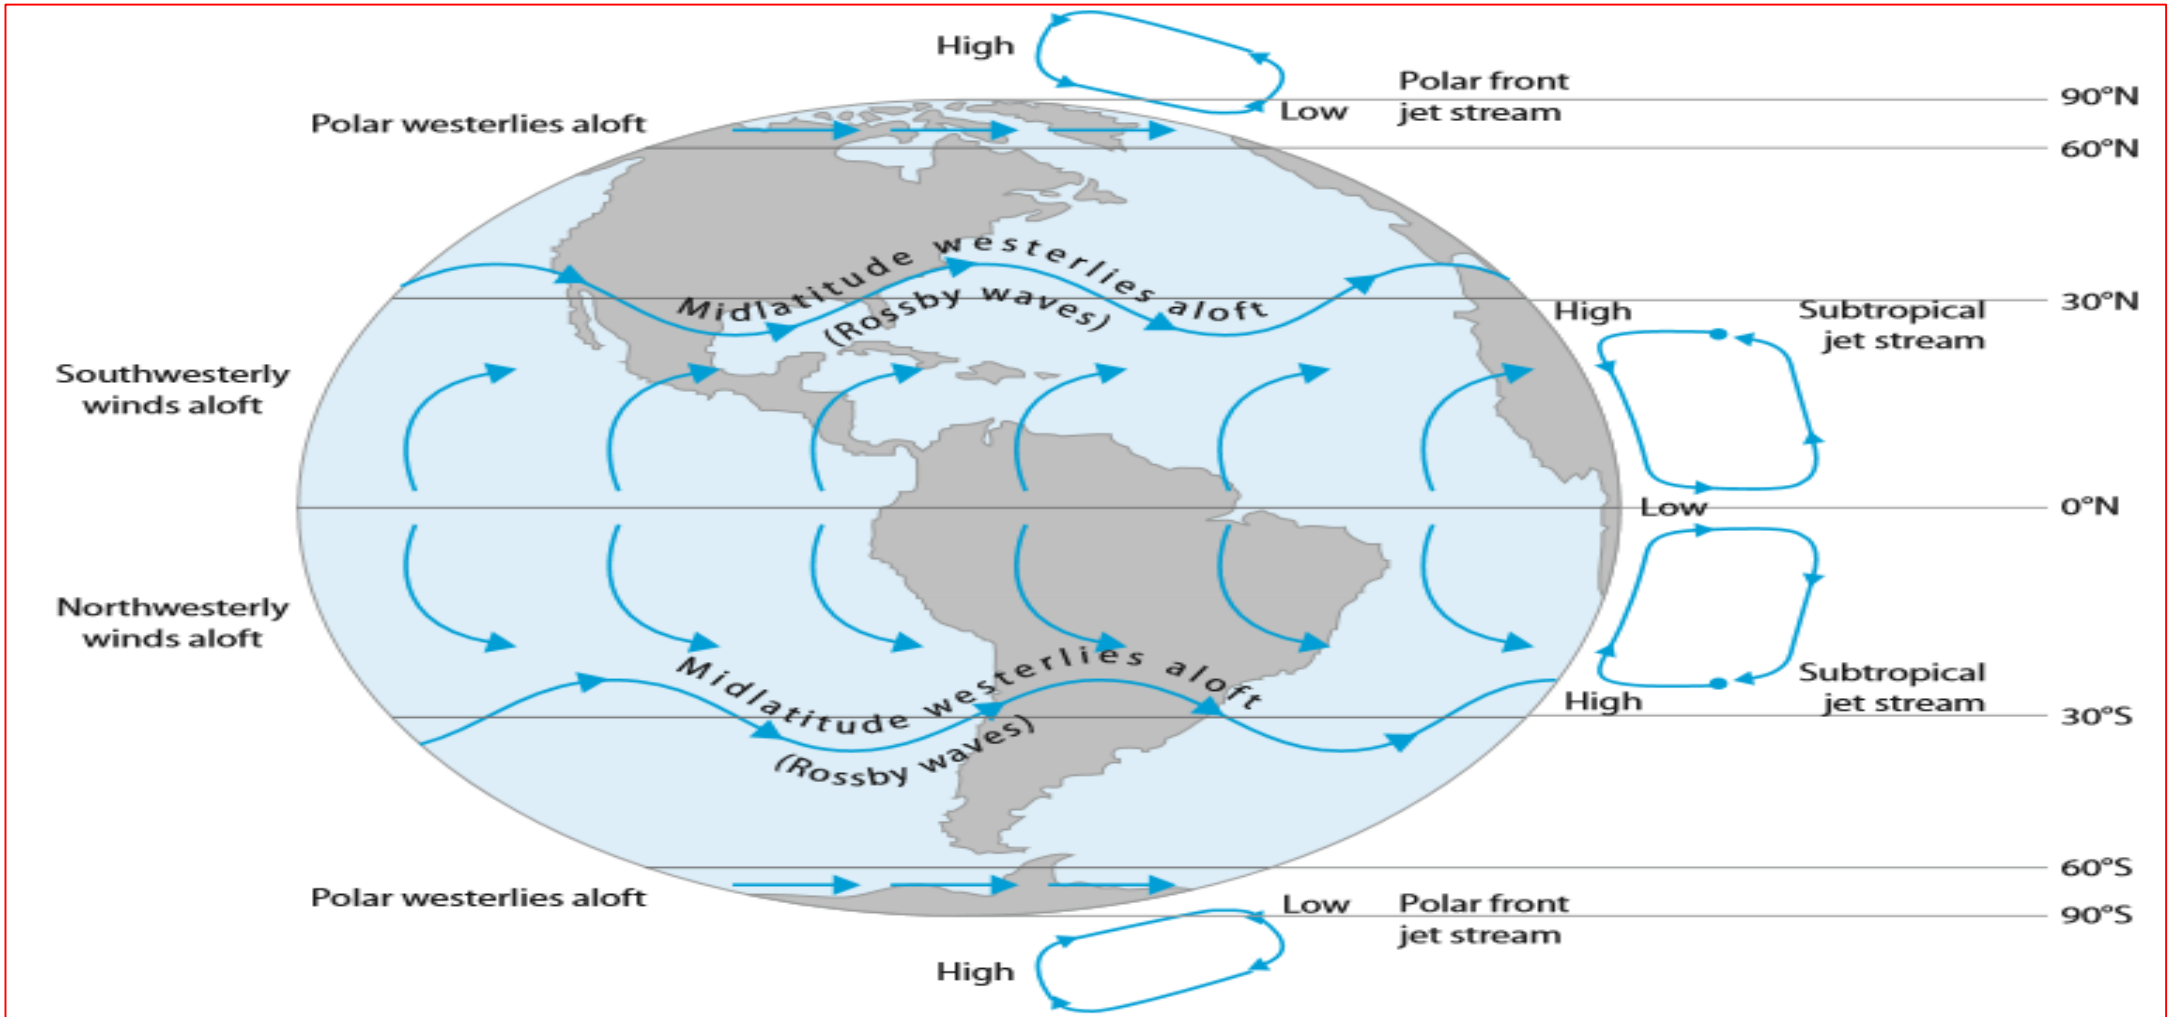 High
Polar front
jet stream
90°N
Low
Polar westerlies aloft
60°N
Midlatitude westerlies aloft
(Rossby waves)
30°N
High
Subtropical
jet stream
Southwesterly
winds aloft
Low
0°N
Northwesterly
winds aloft
Midlatitude westerlies aloft
(Rossby waves)
Subtropical
jet stream
High
30°S
60°S
Polar westerlies aloft
Low
Polar front
jet stream
90°S
High